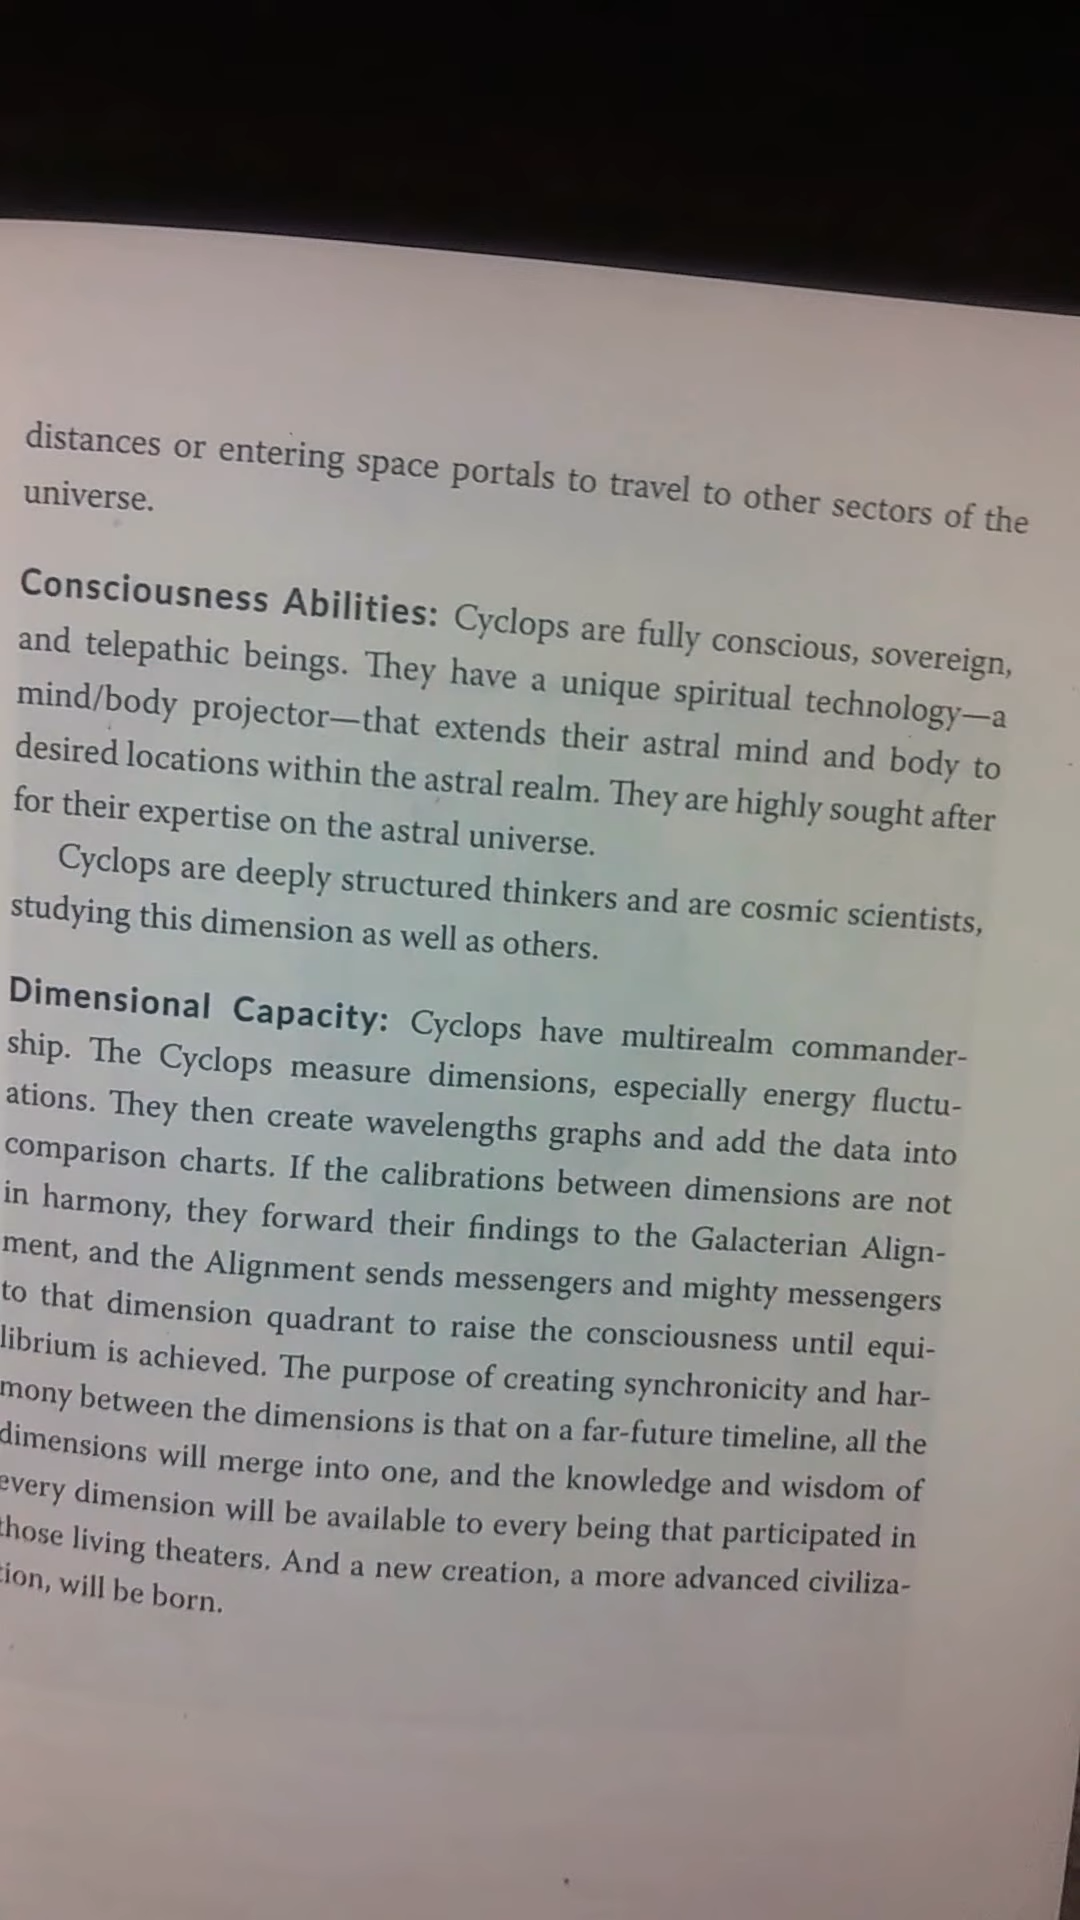 distances or entering space portals to travel to other sectors of the
universe.
Consciousness Abilities: Cyclops are fully conscious, sovereign,
and telepathic beings. They have a unique spiritual technology—a
mind/body projector—that extends their astral mind and body to
desired locations within the astral realm. They are highly sought after
for their expertise on the astral universe.
Cyclops are deeply structured thinkers and are cosmic scientists,
studying this dimension as well as others.
Dimensional Capacity: Cyclops have multirealm commander-
ship. The Cyclops measure dimensions, especially energy fluctu-
ations. They then create wavelengths graphs and add the data into
comparison charts. If the calibrations between dimensions are not
in harmony, they forward their findings to the Galacterian Align-
ment, and the Alignment sends messengers and mighty messengers
to that dimension quadrant to raise the consciousness until equi-
librium is achieved. The purpose of creating synchronicity and har-
mony between the dimensions is that on a far-future timeline, all the
dimensions will merge into one, and the knowledge and wisdom of
every dimension will be available to every being that participated in
those living theaters. And a new creation, a more advanced civiliza-
tion, will be born.